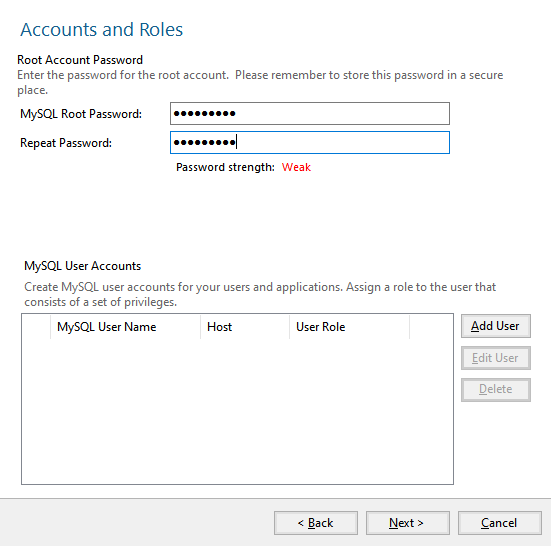 Accounts and Roles
Root Account Password
Enter the password for the root account.  Please remember to store this password in a secure
place.
MySQL Root Password: ●●●●●●●●●
Repeat Password: ●●●●●●●●●
Password strength: Weak
MySQL User Accounts
Create MySQL user accounts for your users and applications. Assign a role to the user that
consists of a set of privileges.
MySQL User Name Host User Role
Add User
Edit User
Delete
< Back Next > Cancel